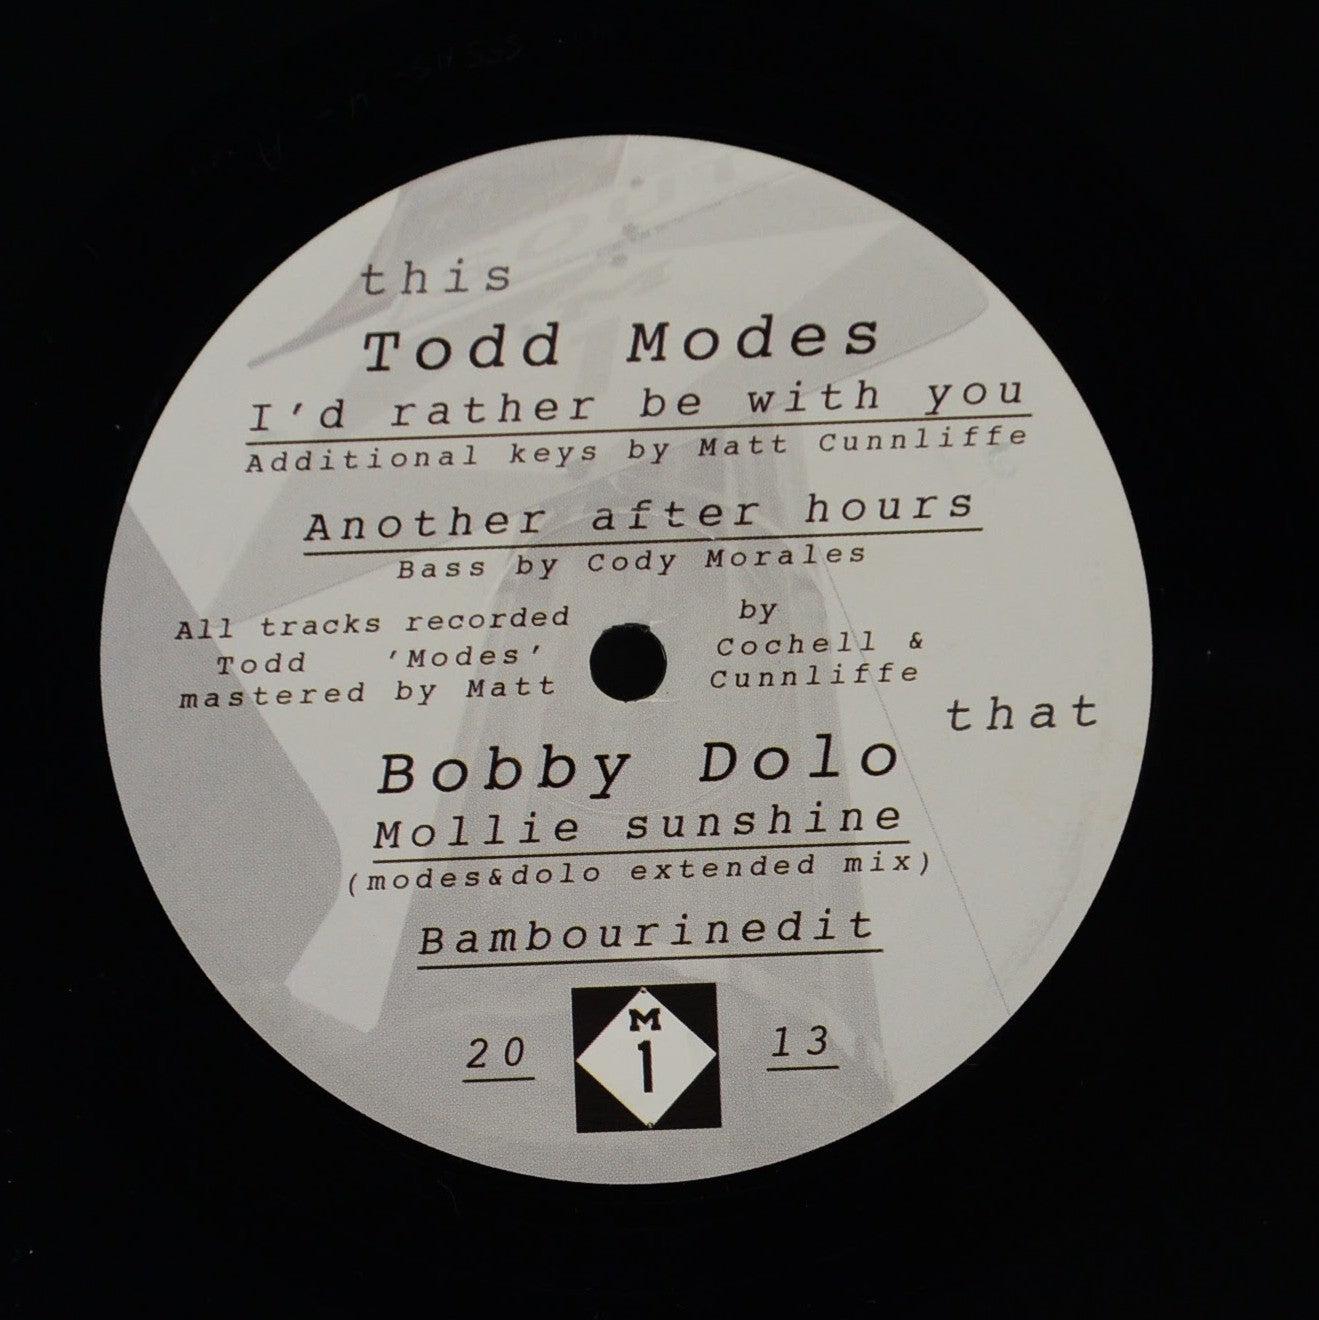 this
Todd Modes
I'd rather be with you
Additional keys by Matt Cunnliffe
Another after hours
Bass by Cody Morales
All tracks recorded by
Todd 'Modes' Cochell &
mastered by Matt Cunnliffe
that
Bobby Dolo
Mollie sunshine
(modes&dolo extended mix)
Bambourinedit
20 M 1 13